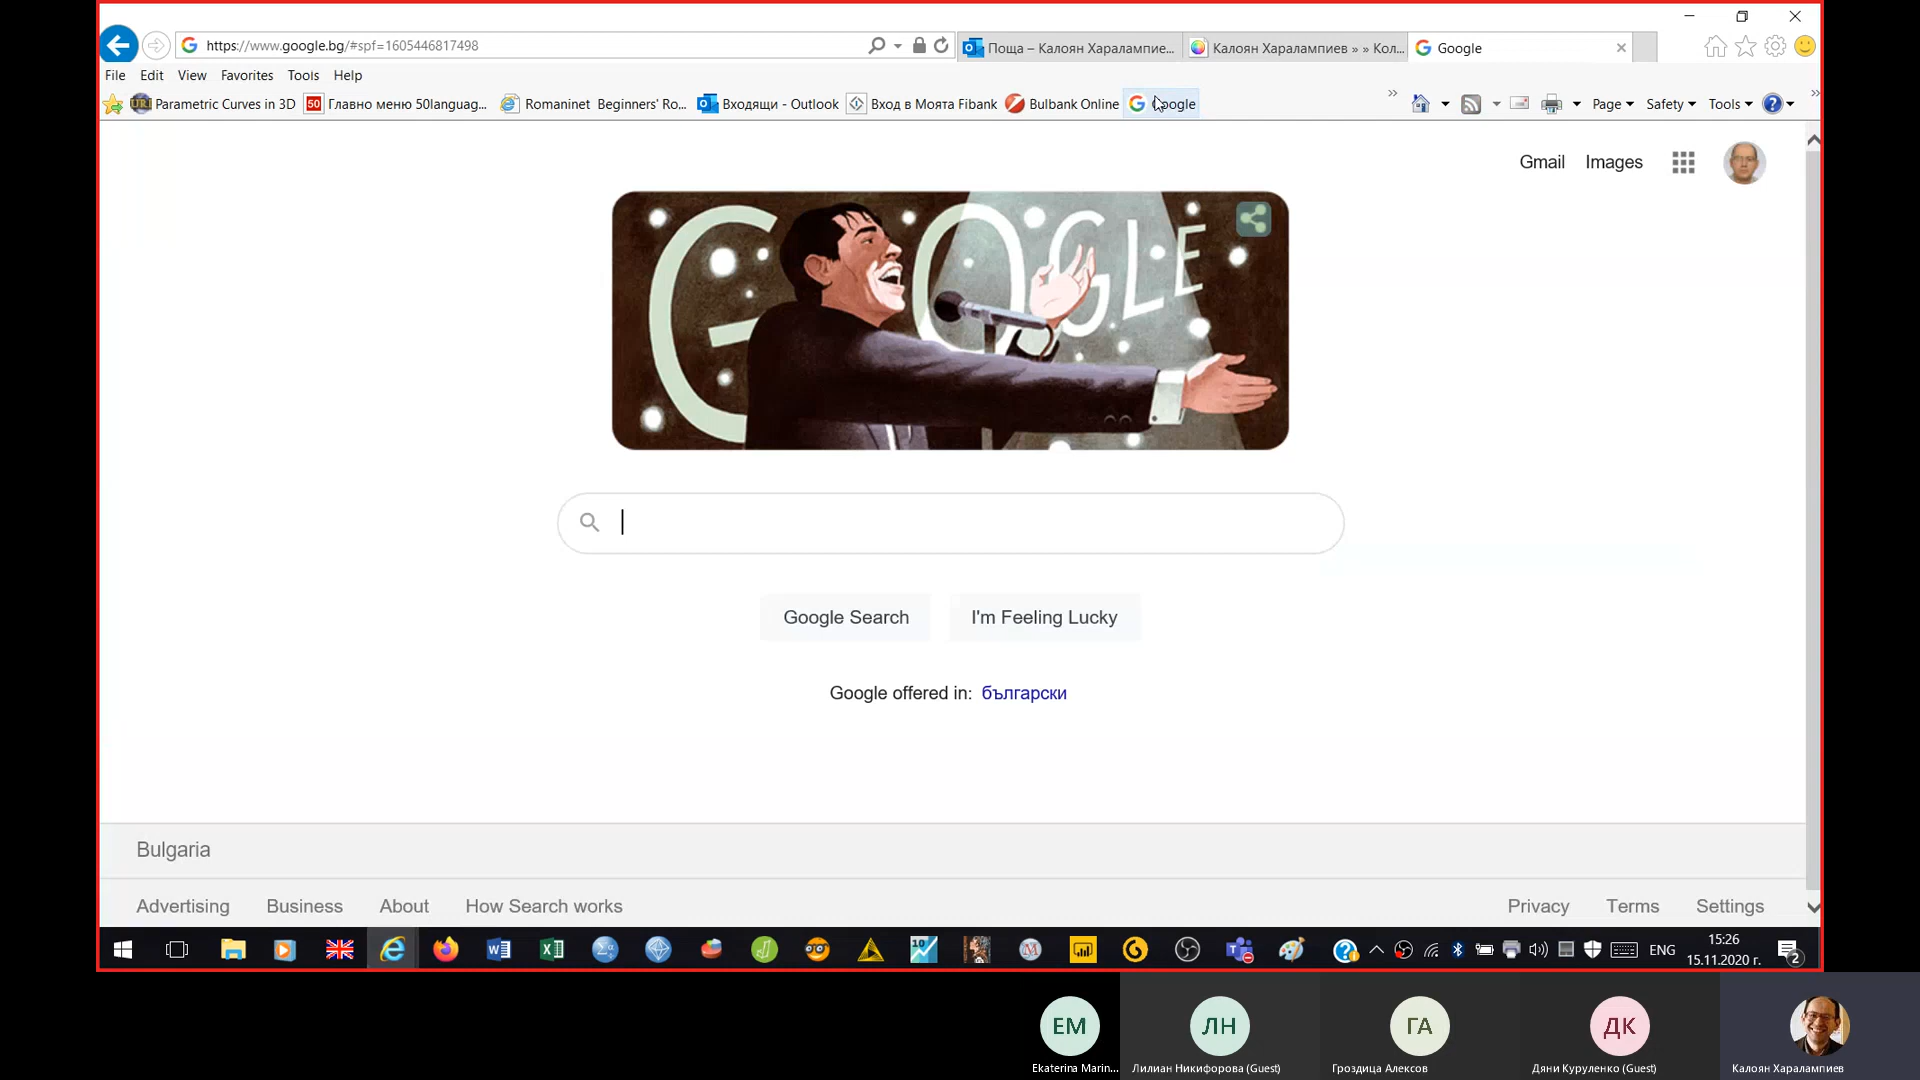 https://www.google.bg/#spf=1605446817498
Поща – Калоян Харалампие...
Калоян Харалампиев » » Кол...
Google
File Edit View Favorites Tools Help
Parametric Curves in 3D
50
Главно меню 50languag...
Romaninet Beginners' Ro...
Входящи - Outlook
Вход в Моята Fibank
Bulbank Online
Google
Page
Safety
Tools
Gmail Images
GOOGLE
Google Search
I'm Feeling Lucky
Google offered in: български
Bulgaria
Advertising Business About How Search works
Privacy Terms Settings
ENG
15:26
15.11.2020 г.
2
ЕМ
ЛН
ГА
ДК
Ekaterina Marin...
Лилиан Никифорова (Guest)
Гроздица Алексов
Дяни Куруленко (Guest)
Калоян Харалампиев